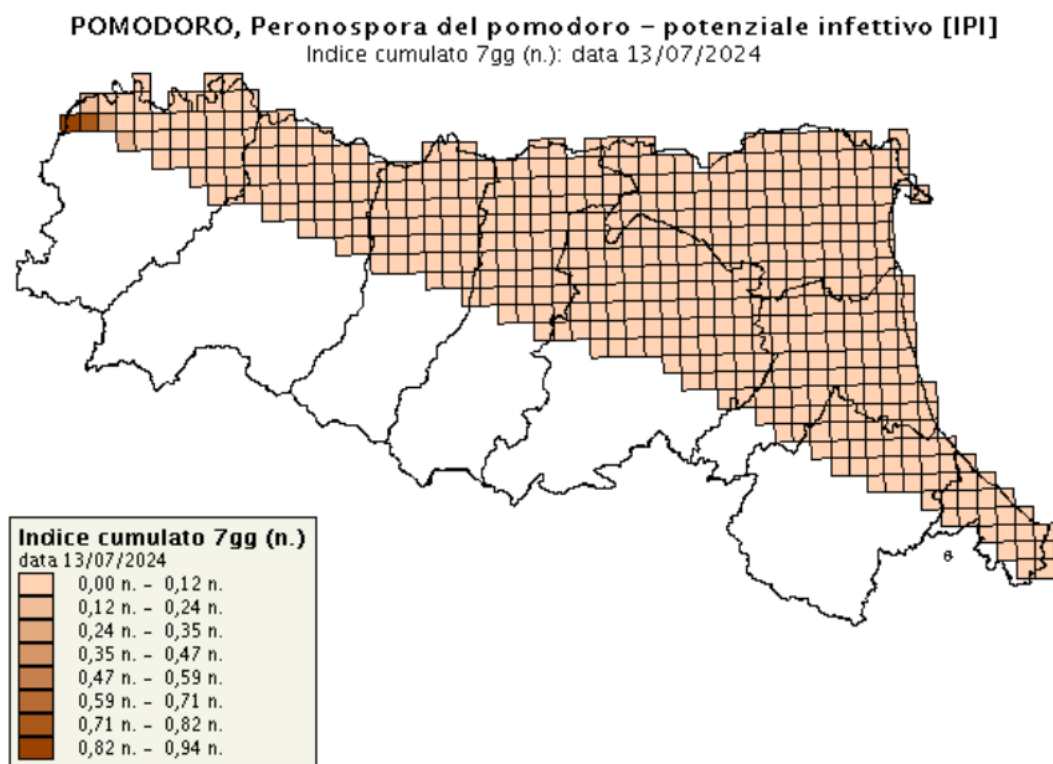 POMODORO, Peronospora del pomodoro – potenziale infettivo [IPI]
Indice cumulato 7gg (n.): data 13/07/2024
Indice cumulato 7gg (n.)
data 13/07/2024
0,00 n. – 0,12 n.
0,12 n. – 0,24 n.
0,24 n. – 0,35 n.
0,35 n. – 0,47 n.
0,47 n. – 0,59 n.
0,59 n. – 0,71 n.
0,71 n. – 0,82 n.
0,82 n. – 0,94 n.